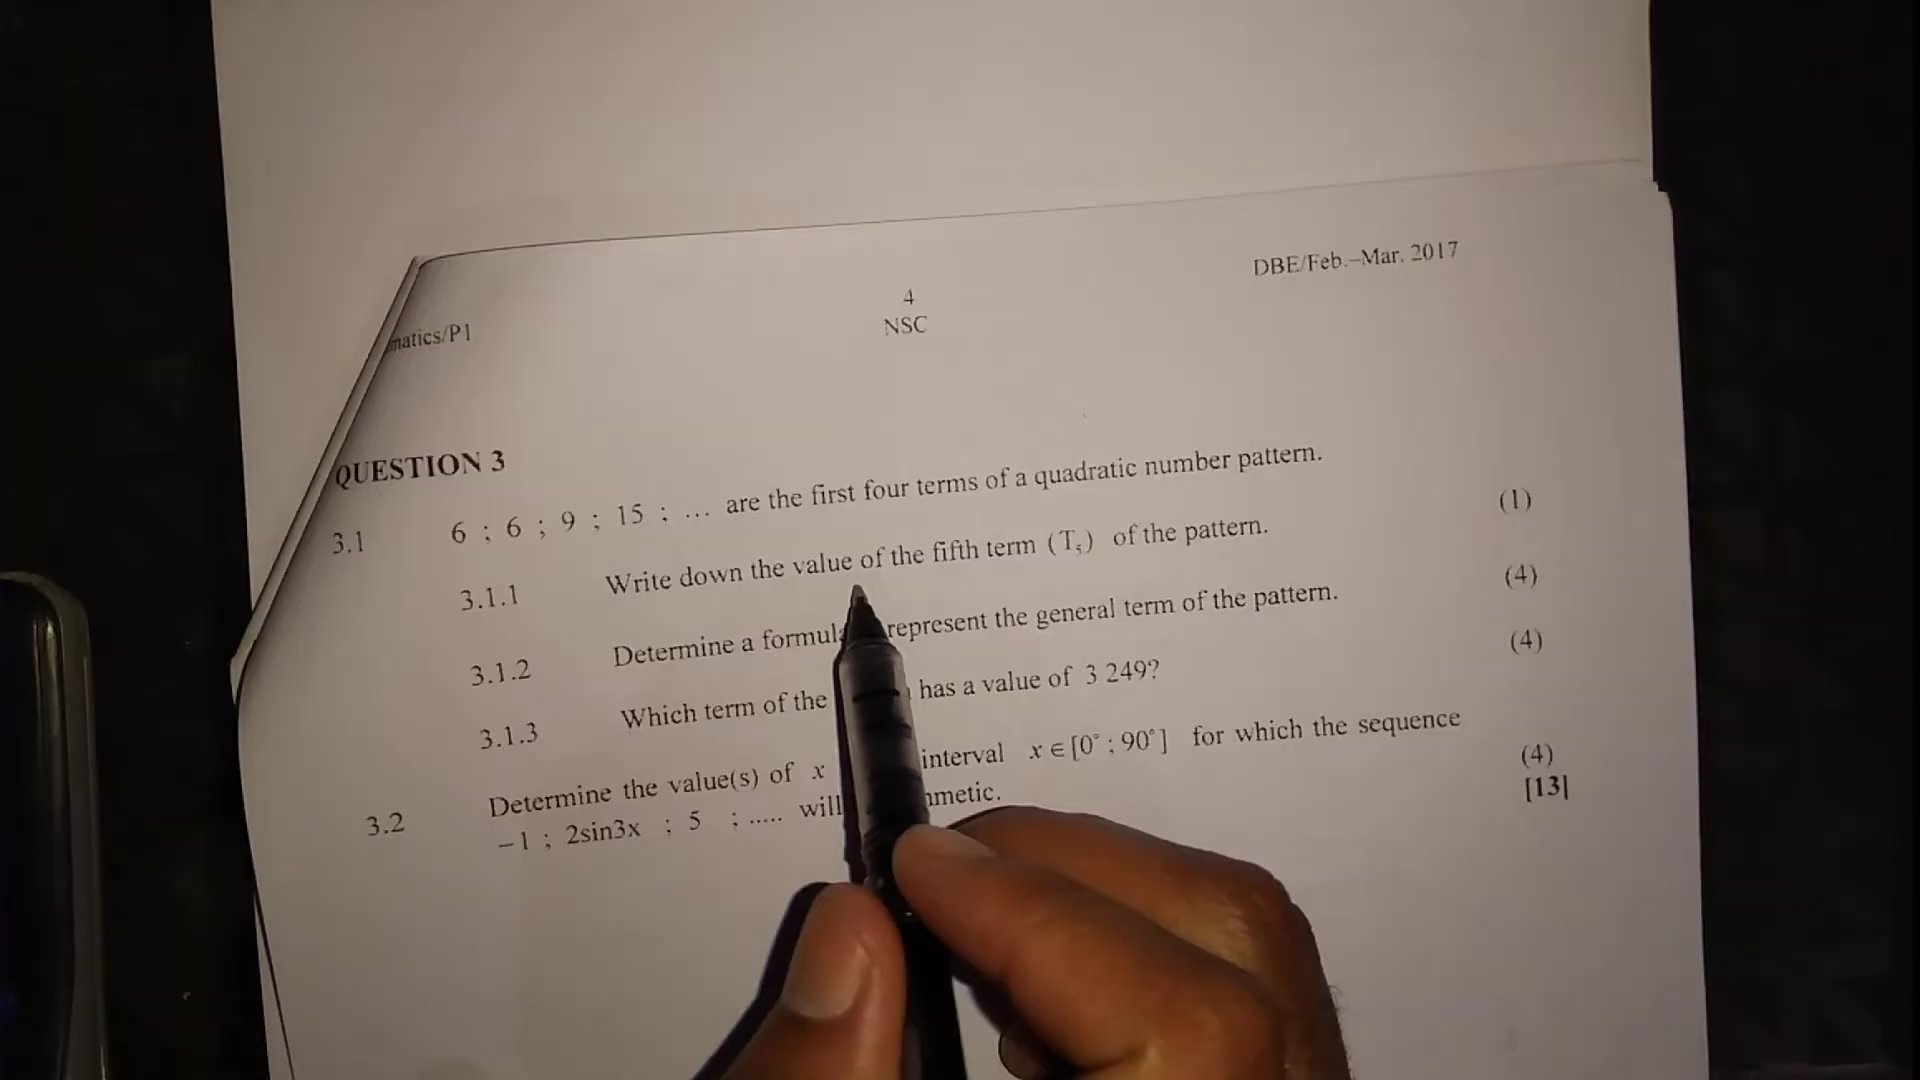 DBE/Feb.–Mar. 2017
4
matics/P1
NSC
QUESTION 3
3.1 6 ; 6 ; 9 ; 15 ; ... are the first four terms of a quadratic number pattern.
3.1.1 Write down the value of the fifth term (T₅) of the pattern. (1)
3.1.2 Determine a formula represent the general term of the pattern. (4)
3.1.3 Which term of the has a value of 3 249? (4)
3.2 Determine the value(s) of x interval x ∈ [0° ; 90°] for which the sequence
–1 ; 2sin3x ; 5 ; ..... will metic. (4)
[13]